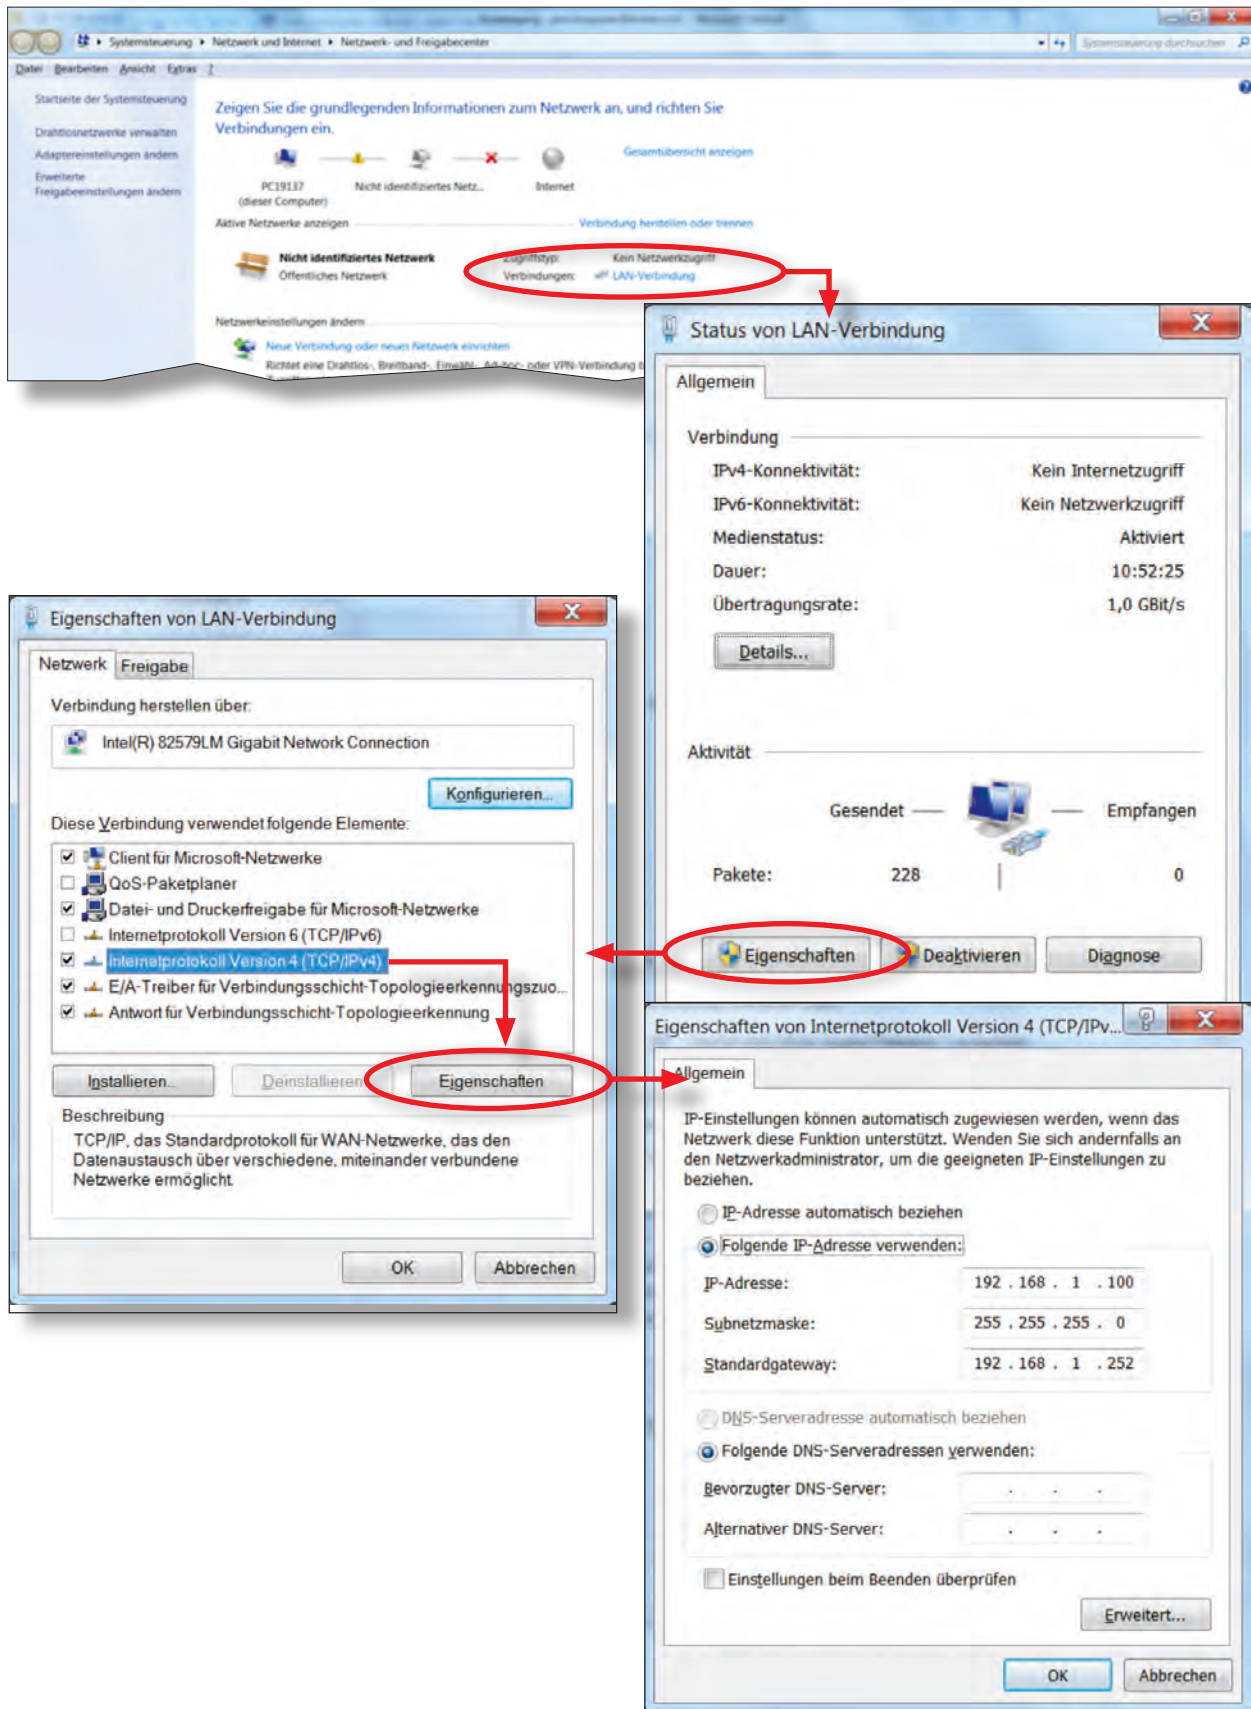 Systemsteuerung ▸ Netzwerk und Internet ▸ Netzwerk- und Freigabecenter
Systemsteuerung durchsuchen
Datei Bearbeiten Ansicht Extras ?
Startseite der Systemsteuerung
Drahtlosnetzwerke verwalten
Adaptereinstellungen ändern
Erweiterte
Freigabeeinstellungen ändern
Zeigen Sie die grundlegenden Informationen zum Netzwerk an, und richten Sie
Verbindungen ein.
Gesamtübersicht anzeigen
PC19137
(dieser Computer)
Nicht identifiziertes Netz...
Internet
Aktive Netzwerke anzeigen
Verbindung herstellen oder trennen
Nicht identifiziertes Netzwerk
Öffentliches Netzwerk
Zugriffstyp: Kein Netzwerkzugriff
Verbindungen: LAN-Verbindung
Netzwerkeinstellungen ändern
Neue Verbindung oder neues Netzwerk einrichten
Richtet eine Drahtlos-, Breitband-, Einwähl-, Ad-hoc- oder VPN-Verbindung
Status von LAN-Verbindung
Allgemein
Verbindung
IPv4-Konnektivität: Kein Internetzugriff
IPv6-Konnektivität: Kein Netzwerkzugriff
Medienstatus: Aktiviert
Dauer: 10:52:25
Übertragungsrate: 1,0 GBit/s
Details...
Aktivität
Gesendet — — Empfangen
Pakete: 228 0
Eigenschaften Deaktivieren Diagnose
Eigenschaften von LAN-Verbindung
Netzwerk Freigabe
Verbindung herstellen über:
Intel(R) 82579LM Gigabit Network Connection
Konfigurieren...
Diese Verbindung verwendet folgende Elemente:
Client für Microsoft-Netzwerke
QoS-Paketplaner
Datei- und Druckerfreigabe für Microsoft-Netzwerke
Internetprotokoll Version 6 (TCP/IPv6)
Internetprotokoll Version 4 (TCP/IPv4)
E/A-Treiber für Verbindungsschicht-Topologieerkennungszuo...
Antwort für Verbindungsschicht-Topologieerkennung
Installieren... Deinstallieren Eigenschaften
Beschreibung
TCP/IP, das Standardprotokoll für WAN-Netzwerke, das den
Datenaustausch über verschiedene, miteinander verbundene
Netzwerke ermöglicht.
OK Abbrechen
Eigenschaften von Internetprotokoll Version 4 (TCP/IPv...
Allgemein
IP-Einstellungen können automatisch zugewiesen werden, wenn das
Netzwerk diese Funktion unterstützt. Wenden Sie sich andernfalls an
den Netzwerkadministrator, um die geeigneten IP-Einstellungen zu
beziehen.
IP-Adresse automatisch beziehen
Folgende IP-Adresse verwenden:
IP-Adresse: 192 . 168 . 1 . 100
Subnetzmaske: 255 . 255 . 255 . 0
Standardgateway: 192 . 168 . 1 . 252
DNS-Serveradresse automatisch beziehen
Folgende DNS-Serveradressen verwenden:
Bevorzugter DNS-Server: . . .
Alternativer DNS-Server: . . .
Einstellungen beim Beenden überprüfen
Erweitert...
OK Abbrechen